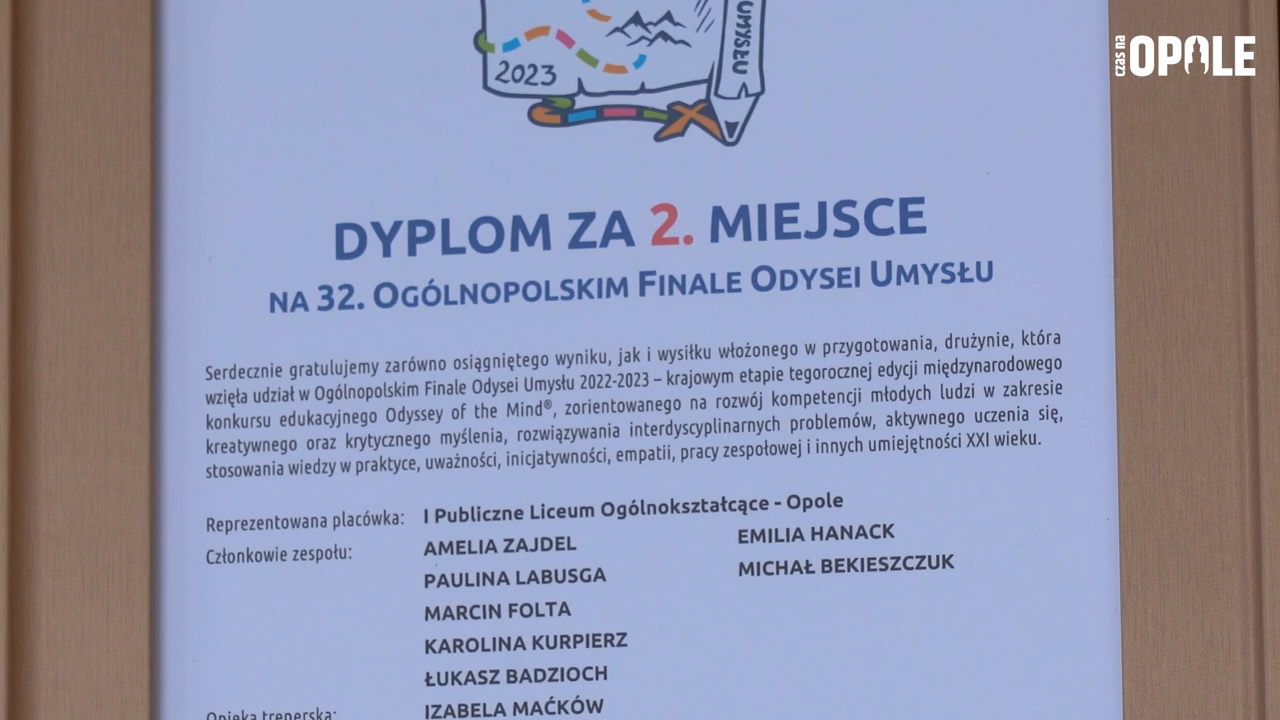 czas na
OPOLE
UMYSŁU
2023
DYPLOM ZA 2. MIEJSCE
NA 32. OGÓLNOPOLSKIM FINALE ODYSEI UMYSŁU
Serdecznie gratulujemy zarówno osiągniętego wyniku, jak i wysiłku włożonego w przygotowania, drużynie, która
wzięła udział w Ogólnopolskim Finale Odysei Umysłu 2022-2023 – krajowym etapie tegorocznej edycji międzynarodowego
konkursu edukacyjnego Odyssey of the Mind®, zorientowanego na rozwój kompetencji młodych ludzi w zakresie
kreatywnego oraz krytycznego myślenia, rozwiązywania interdyscyplinarnych problemów, aktywnego uczenia się,
stosowania wiedzy w praktyce, uważności, inicjatywności, empatii, pracy zespołowej i innych umiejętności XXI wieku.
Reprezentowana placówka: I Publiczne Liceum Ogólnokształcące - Opole
Członkowie zespołu: AMELIA ZAJDEL EMILIA HANACK
PAULINA LABUSGA MICHAŁ BEKIESZCZUK
MARCIN FOLTA
KAROLINA KURPIERZ
ŁUKASZ BADZIOCH
Opieka trenerska: IZABELA MAĆKÓW